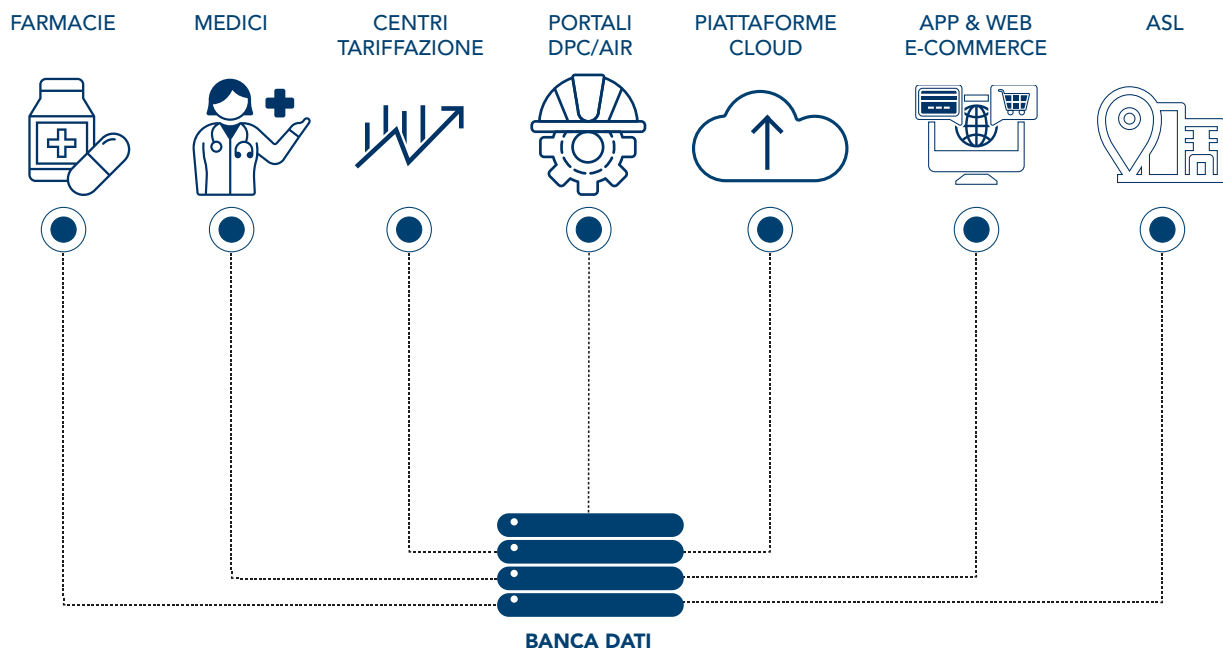 FARMACIE
MEDICI
CENTRI
TARIFFAZIONE
PORTALI
DPC/AIR
PIATTAFORME
CLOUD
APP & WEB
E-COMMERCE
ASL
BANCA DATI